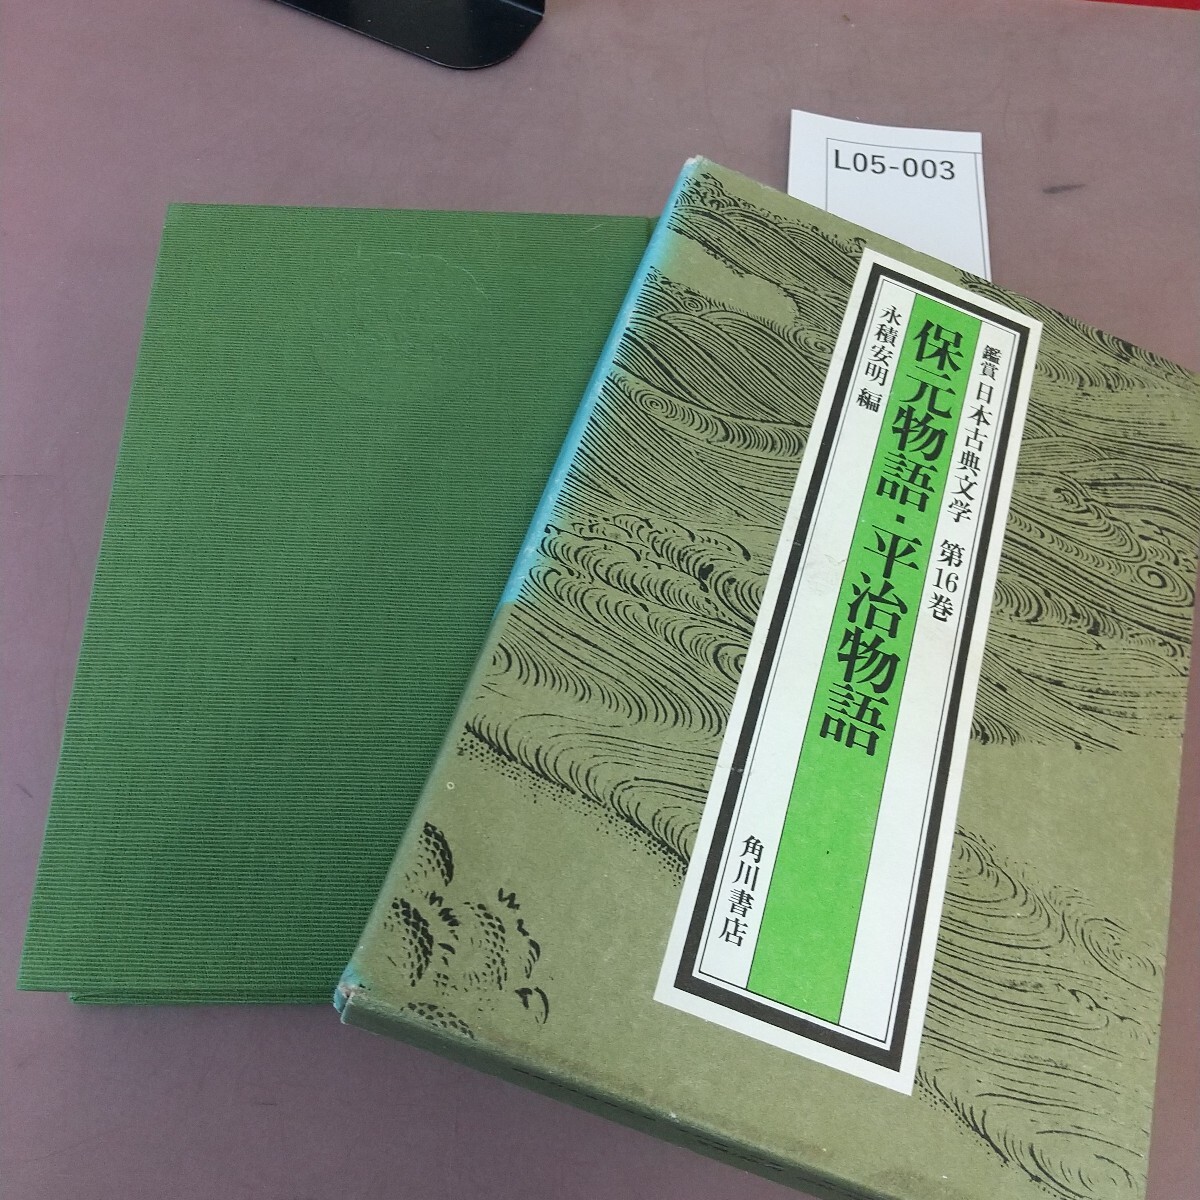 L05-003
鑑賞 日本古典文学 第16巻
保元物語・平治物語
永積安明 編
角川書店